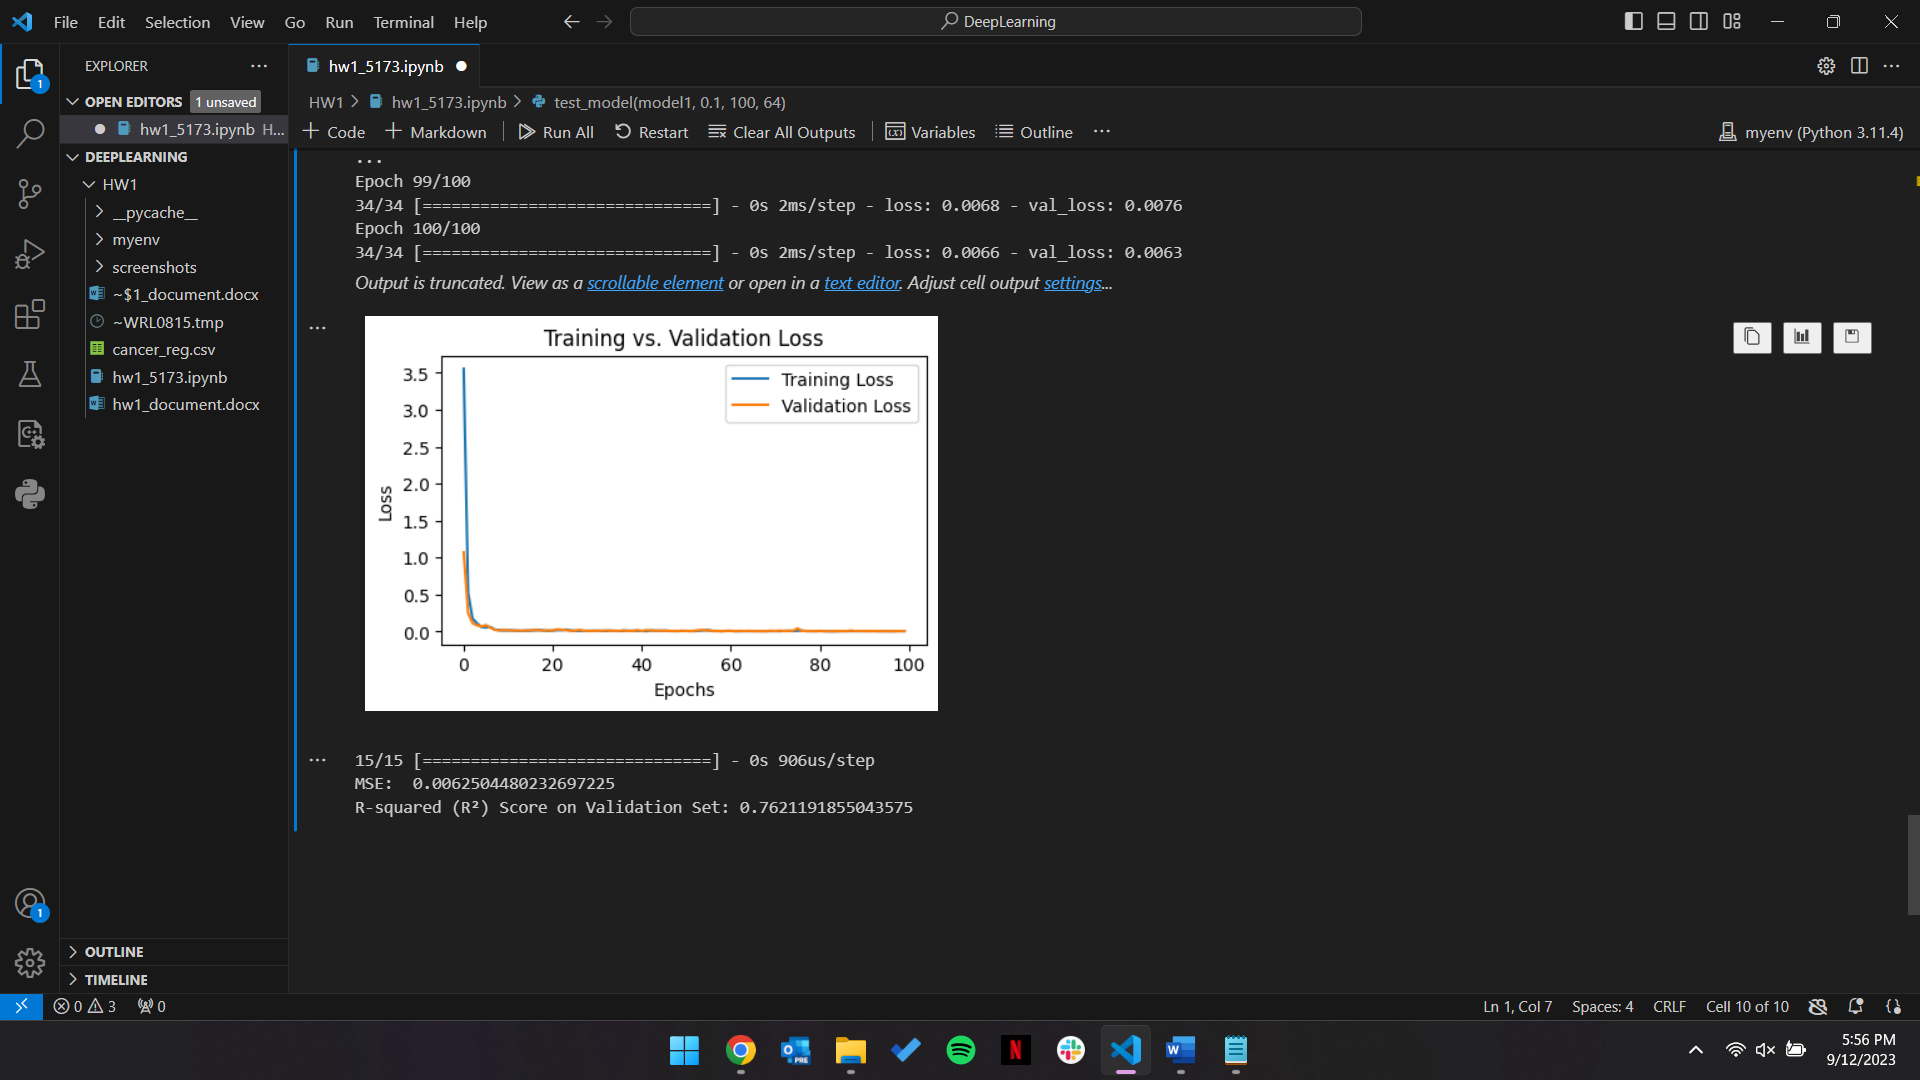 File Edit Selection View Go Run Terminal Help
DeepLearning
EXPLORER
hw1_5173.ipynb
OPEN EDITORS 1 unsaved
hw1_5173.ipynb H...
DEEPLEARNING
HW1
__pycache__
myenv
screenshots
~$1_document.docx
~WRL0815.tmp
cancer_reg.csv
hw1_5173.ipynb
hw1_document.docx
OUTLINE
TIMELINE
1
1
HW1 > hw1_5173.ipynb > test_model(model1, 0.1, 100, 64)
+ Code + Markdown Run All Restart Clear All Outputs Variables Outline ...
myenv (Python 3.11.4)
...
Epoch 99/100
34/34 [==============================] - 0s 2ms/step - loss: 0.0068 - val_loss: 0.0076
Epoch 100/100
34/34 [==============================] - 0s 2ms/step - loss: 0.0066 - val_loss: 0.0063
Output is truncated. View as a scrollable element or open in a text editor. Adjust cell output settings...
Training vs. Validation Loss
Training Loss
Validation Loss
3.5
3.0
2.5
2.0
1.5
1.0
0.5
0.0
Loss
0 20 40 60 80 100
Epochs
15/15 [==============================] - 0s 906us/step
MSE:  0.0062504480232697225
R-squared (R²) Score on Validation Set: 0.7621191855043575
0 3 0
Ln 1, Col 7 Spaces: 4 CRLF Cell 10 of 10
5:56 PM
9/12/2023